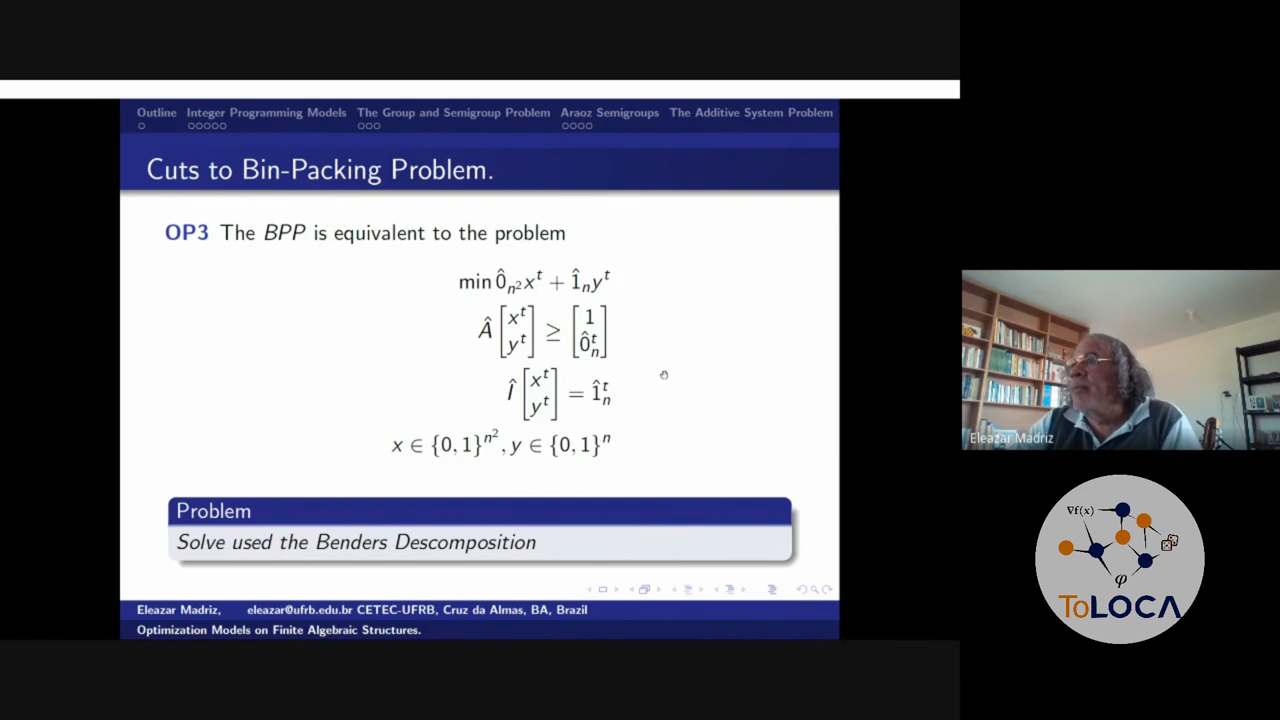 Outline Integer Programming Models The Group and Semigroup Problem Araoz Semigroups The Additive System Problem
Cuts to Bin-Packing Problem.
OP3 The BPP is equivalent to the problem
min 0̂_{n²} x^t + 1̂_n y^t
Â [x^t y^t] ≥ [1 0̂_n^t]
Î [x^t y^t] = 1̂_n^t
x ∈ {0, 1}^{n²}, y ∈ {0, 1}^n
Problem
Solve used the Benders Descomposition
Eleazar Madriz, eleazar@ufrb.edu.br CETEC-UFRB, Cruz da Almas, BA, Brazil
Optimization Models on Finite Algebraic Structures.
Eleazar Madriz
∇f(x)
φ
ToLOCA